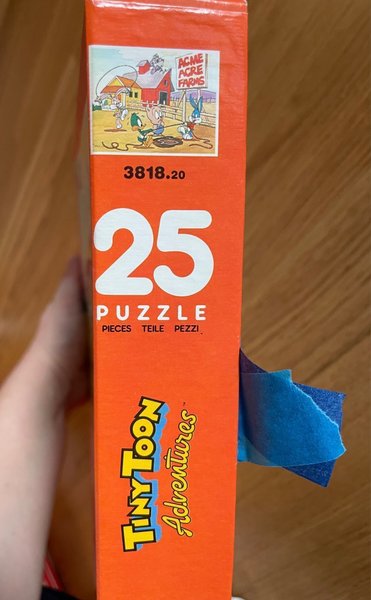 ACME
ACRE
FARMS
3818.20
25
PUZZLE
PIECES TEILE PEZZI
TINY TOON
Adventures